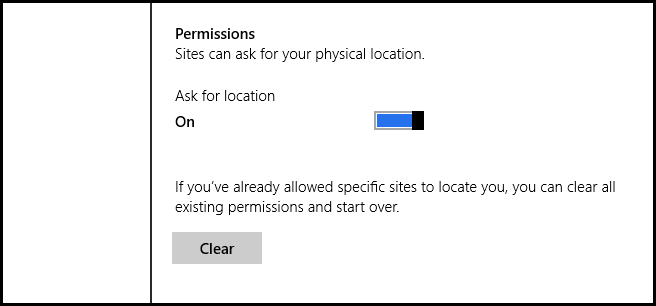 Permissions
Sites can ask for your physical location.
Ask for location
On
If you’ve already allowed specific sites to locate you, you can clear all
existing permissions and start over.
Clear